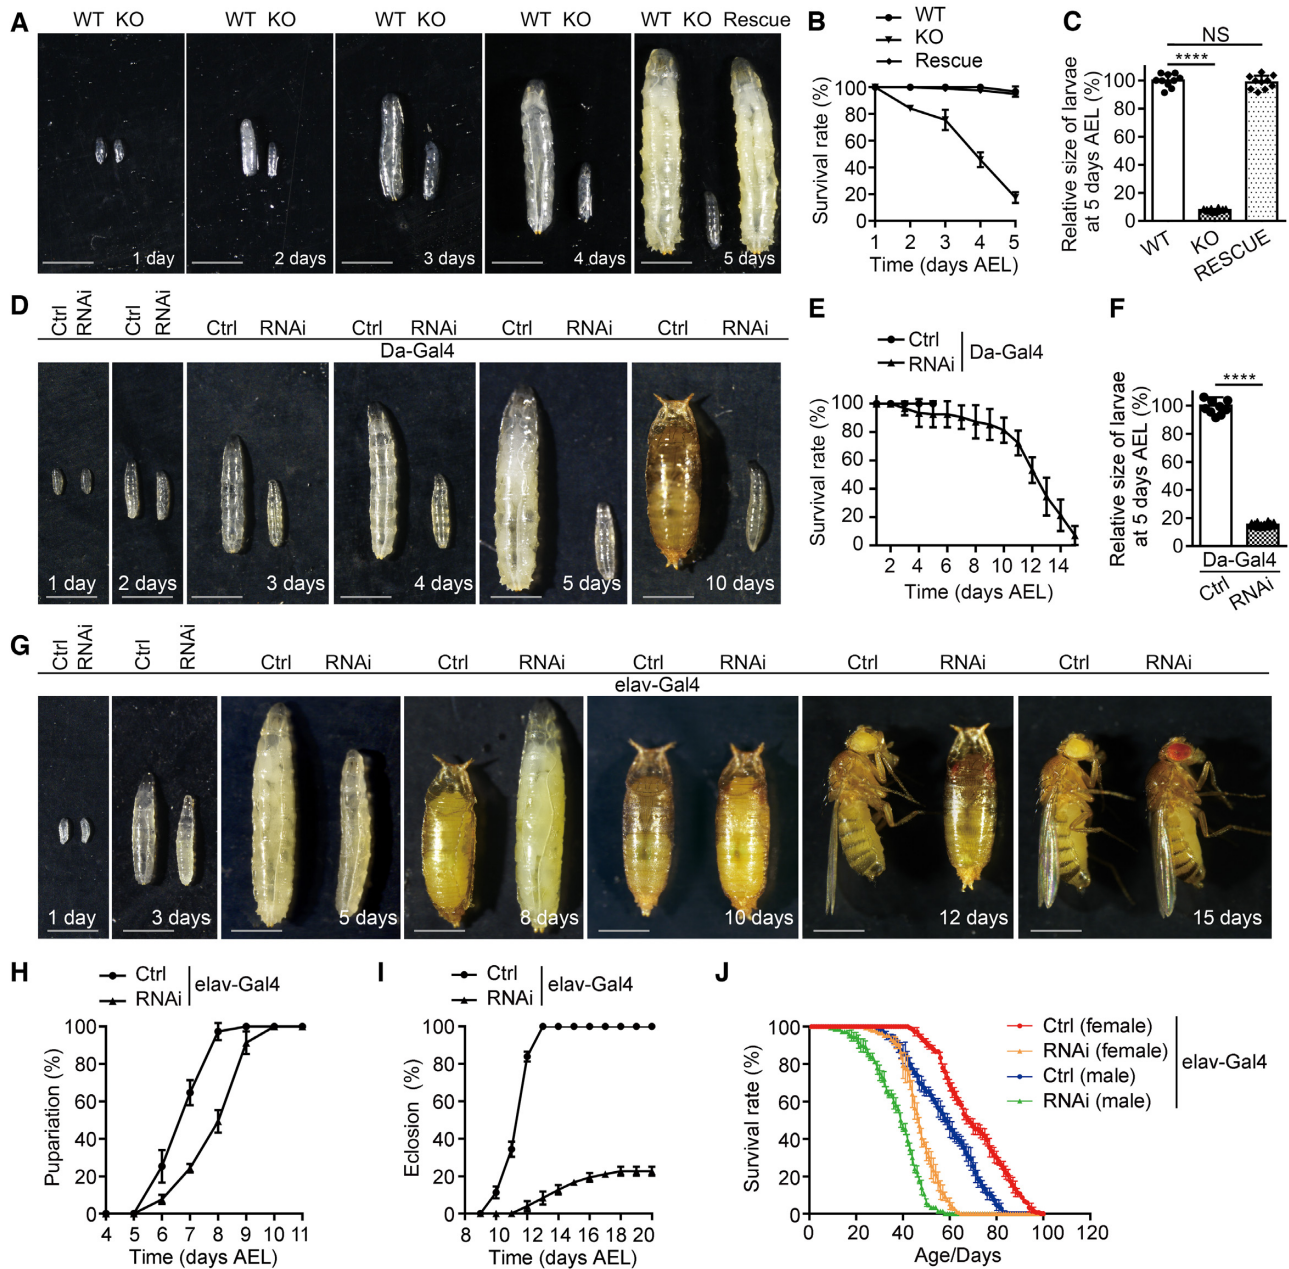 A
WT KO
WT KO
WT KO
WT KO
WT KO Rescue
1 day
2 days
3 days
4 days
5 days
B
WT
KO
Rescue
Survival rate (%)
100
80
60
40
20
0
1 2 3 4 5
Time (days AEL)
C
NS
****
Relative size of larvae
at 5 days AEL (%)
100
80
60
40
20
0
WT
KO
RESCUE
D
Ctrl RNAi
Ctrl RNAi
Ctrl RNAi
Ctrl RNAi
Ctrl RNAi
Ctrl RNAi
Da-Gal4
1 day
2 days
3 days
4 days
5 days
10 days
E
Ctrl
RNAi
Da-Gal4
Survival rate (%)
100
80
60
40
20
0
2 4 6 8 10 12 14
Time (days AEL)
F
****
Relative size of larvae
at 5 days AEL (%)
100
80
60
40
20
0
Da-Gal4
Ctrl
RNAi
G
Ctrl RNAi
Ctrl RNAi
Ctrl RNAi
Ctrl RNAi
Ctrl RNAi
Ctrl RNAi
Ctrl RNAi
elav-Gal4
1 day
3 days
5 days
8 days
10 days
12 days
15 days
H
Ctrl
RNAi
elav-Gal4
Pupariation (%)
100
80
60
40
20
0
4 5 6 7 8 9 10 11
Time (days AEL)
I
Ctrl
RNAi
elav-Gal4
Eclosion (%)
100
80
60
40
20
0
8 10 12 14 16 18 20
Time (days AEL)
J
Ctrl (female)
RNAi (female)
Ctrl (male)
RNAi (male)
elav-Gal4
Survival rate (%)
100
80
60
40
20
0
0 20 40 60 80 100 120
Age/Days